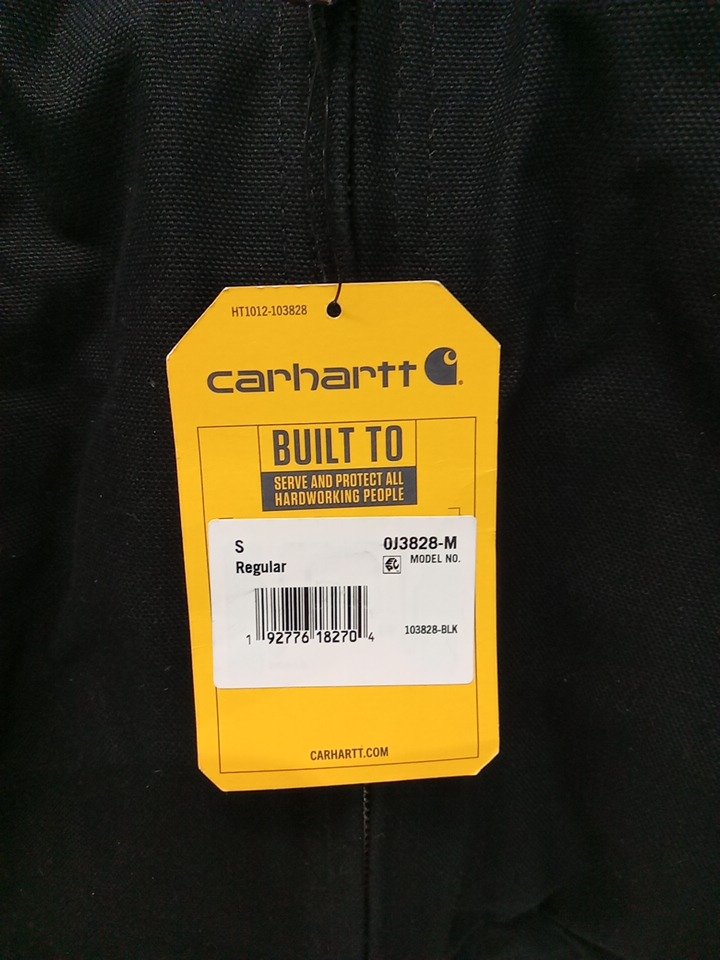 HT1012-103828
carhartt
BUILT TO
SERVE AND PROTECT ALL
HARDWORKING PEOPLE
S
0J3828-M
Regular
MODEL NO.
1 92776 18270 4
103828-BLK
CARHARTT.COM